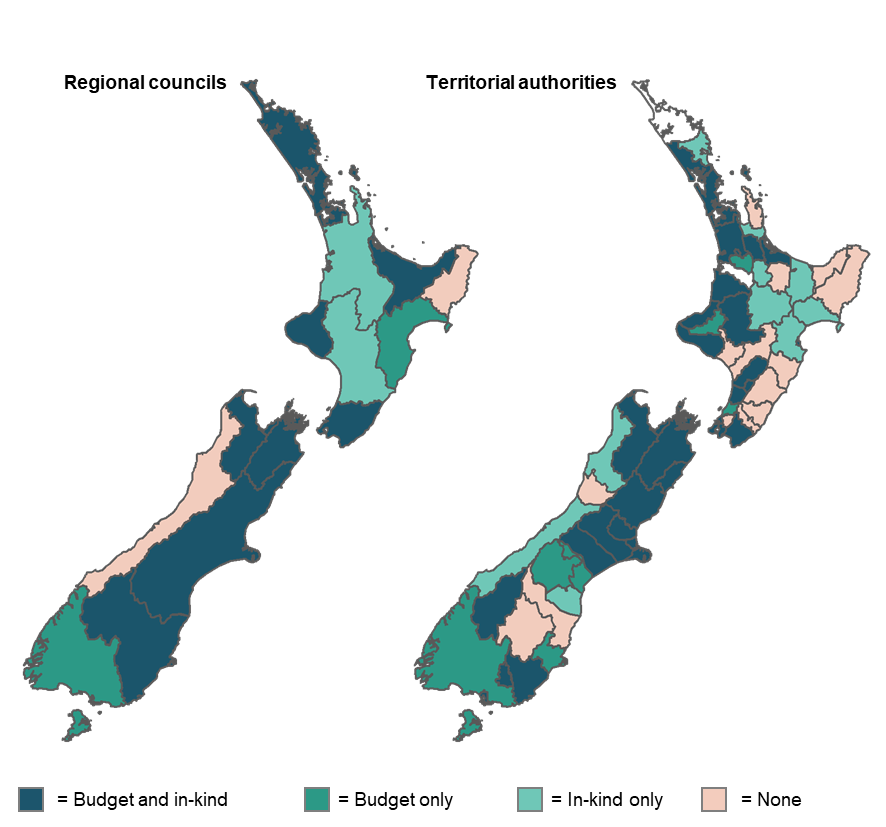 Regional councils
Territorial authorities
= Budget and in-kind
= Budget only
= In-kind only
= None